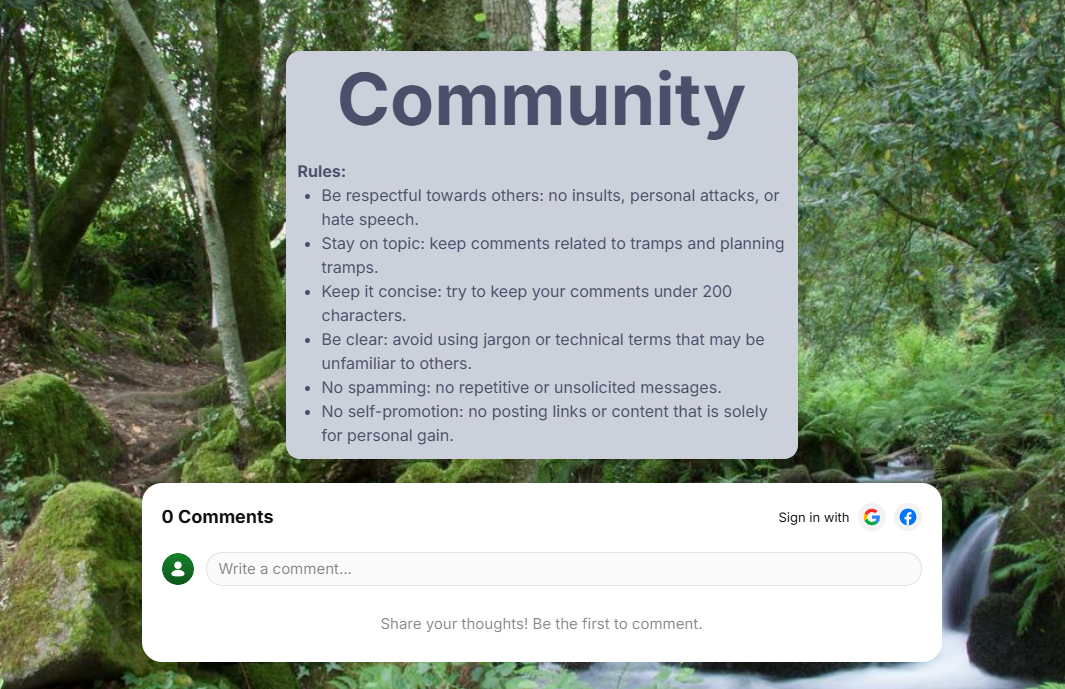 Community
Rules:
• Be respectful towards others: no insults, personal attacks, or
hate speech.
• Stay on topic: keep comments related to tramps and planning
tramps.
• Keep it concise: try to keep your comments under 200
characters.
• Be clear: avoid using jargon or technical terms that may be
unfamiliar to others.
• No spamming: no repetitive or unsolicited messages.
• No self-promotion: no posting links or content that is solely
for personal gain.
0 Comments
Sign in with
Write a comment...
Share your thoughts! Be the first to comment.